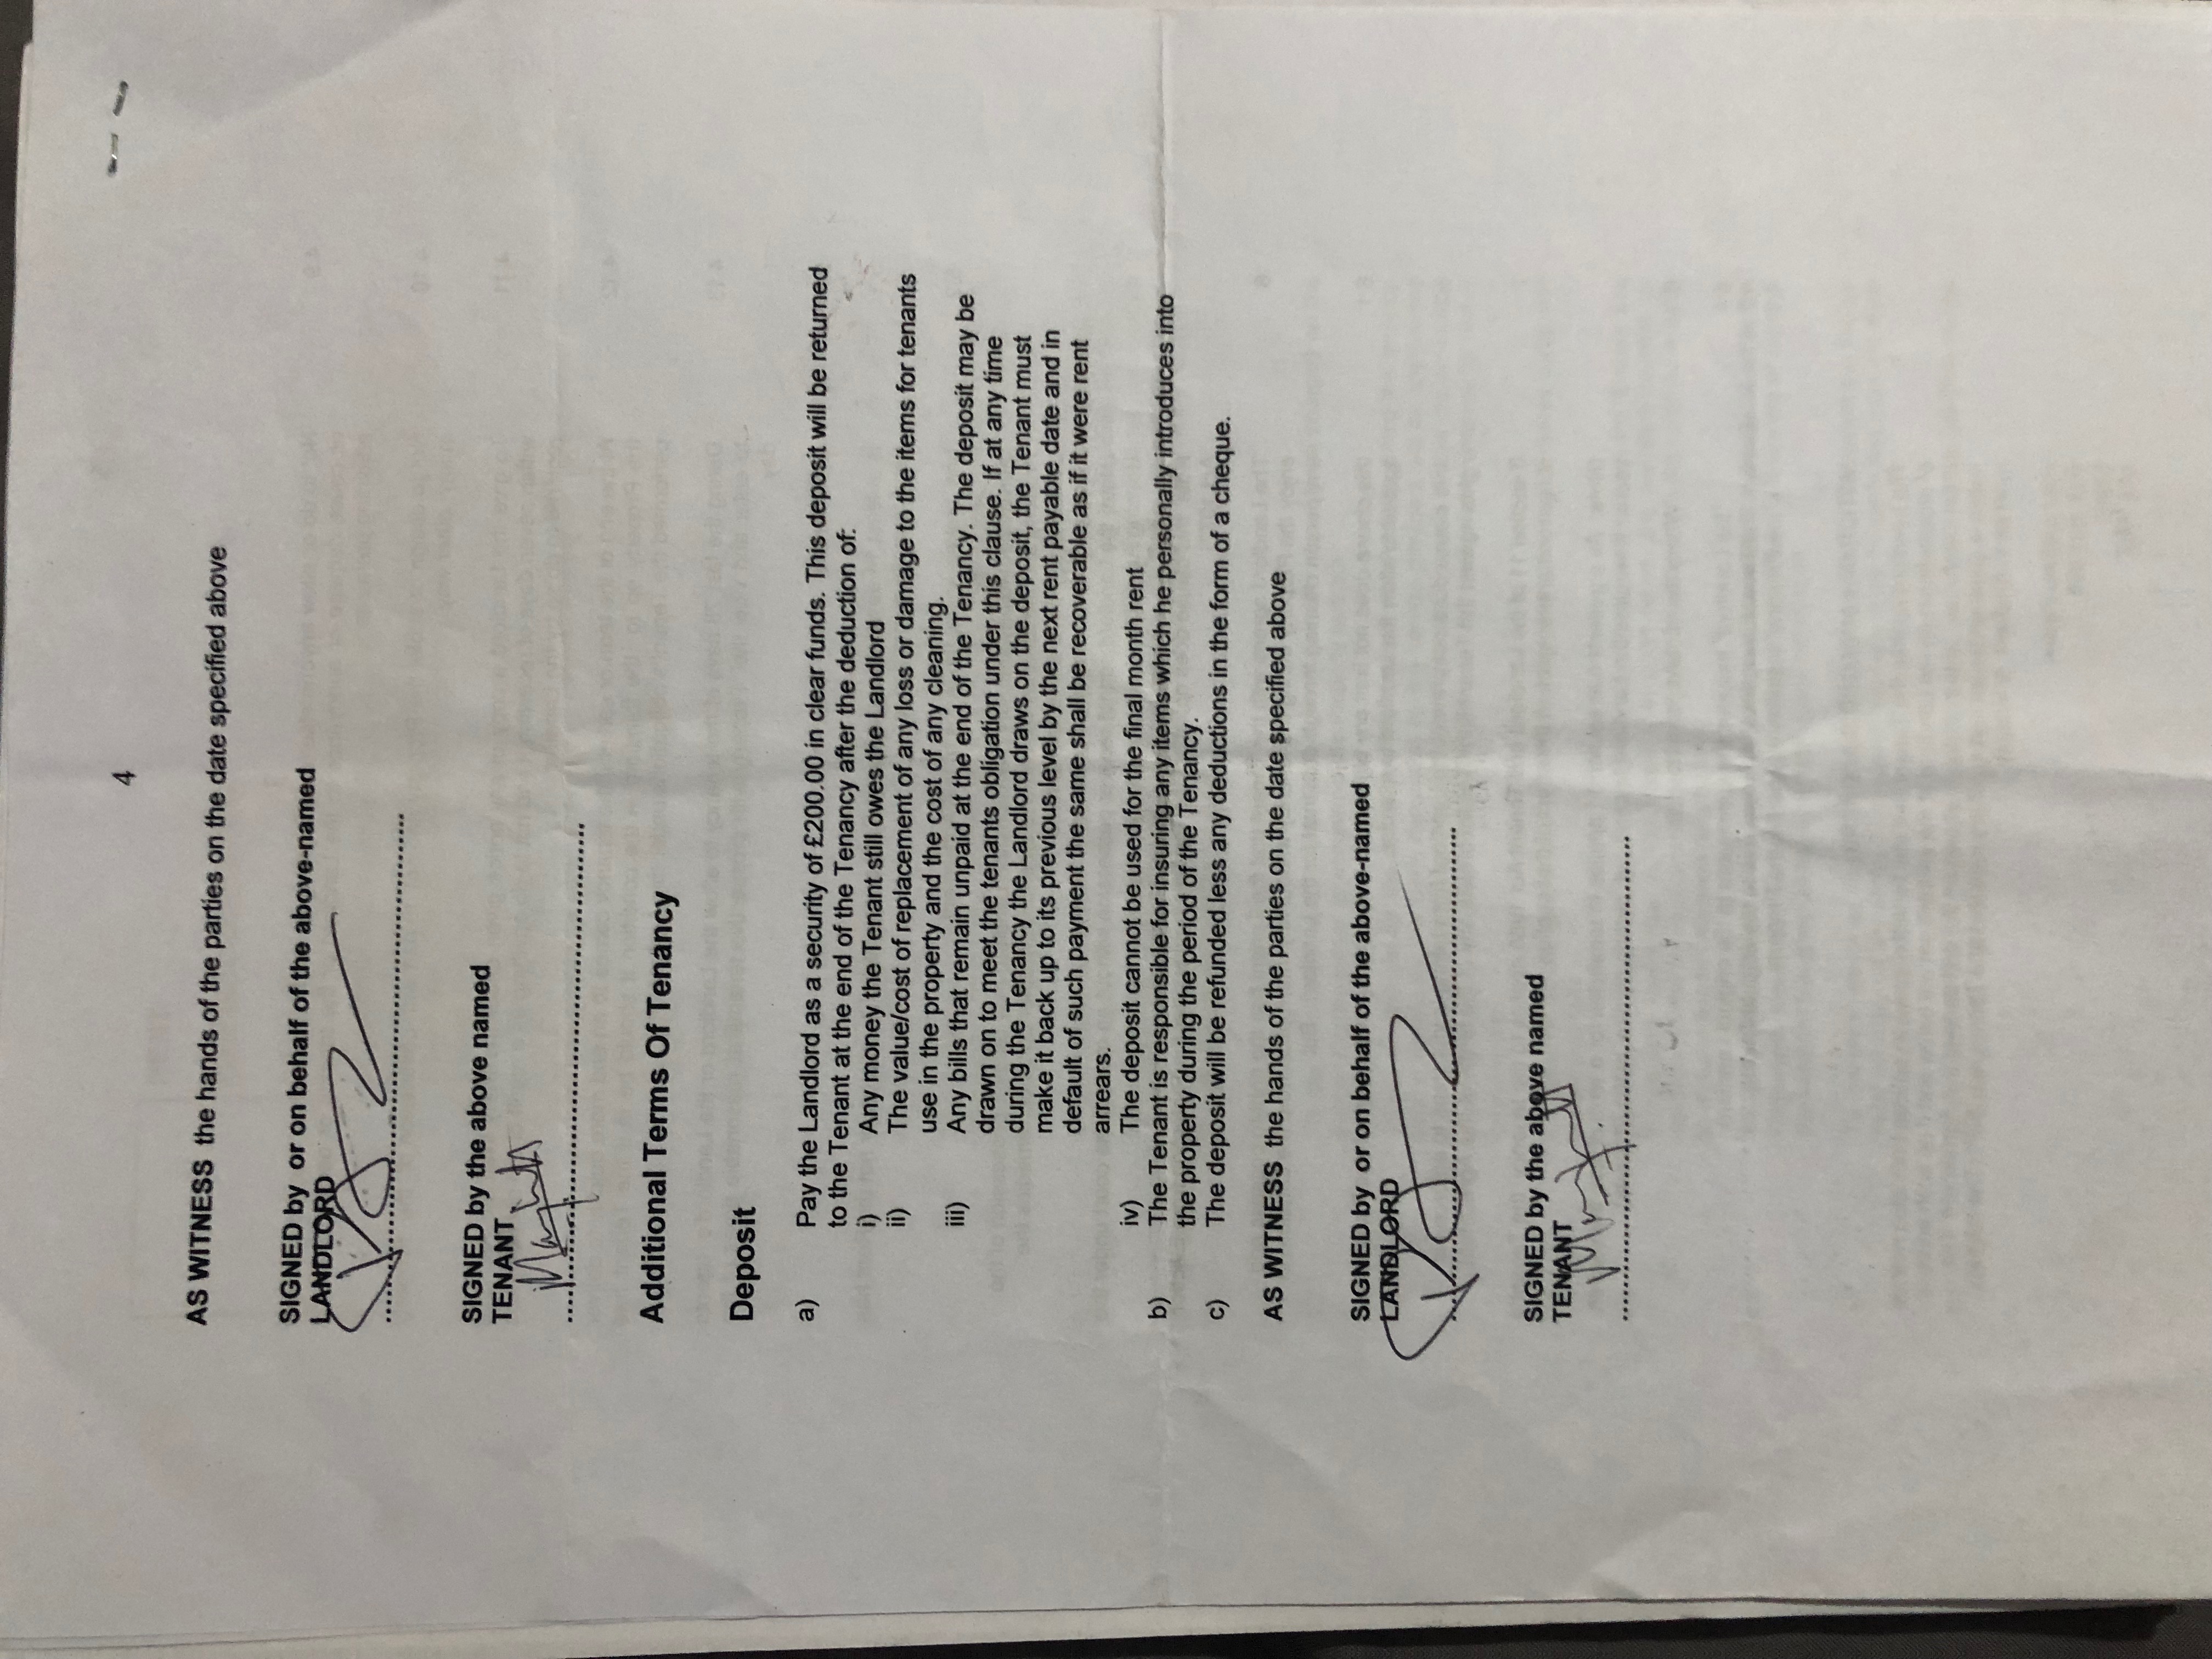 4
AS WITNESS the hands of the parties on the date specified above
SIGNED by or on behalf of the above-named
LANDLORD
SIGNED by the above named
TENANT
Additional Terms Of Tenancy
Deposit
a) Pay the Landlord as a security of £200.00 in clear funds. This deposit will be returned
to the Tenant at the end of the Tenancy after the deduction of:
i) Any money the Tenant still owes the Landlord
ii) The value/cost of replacement of any loss or damage to the items for tenants
use in the property and the cost of any cleaning.
iii) Any bills that remain unpaid at the end of the Tenancy. The deposit may be
drawn on to meet the tenants obligation under this clause. If at any time
during the Tenancy the Landlord draws on the deposit, the Tenant must
make it back up to its previous level by the next rent payable date and in
default of such payment the same shall be recoverable as if it were rent
arrears.
iv) The deposit cannot be used for the final month rent
b) The Tenant is responsible for insuring any items which he personally introduces into
the property during the period of the Tenancy.
c) The deposit will be refunded less any deductions in the form of a cheque.
AS WITNESS the hands of the parties on the date specified above
SIGNED by or on behalf of the above-named
LANDLORD
SIGNED by the above named
TENANT